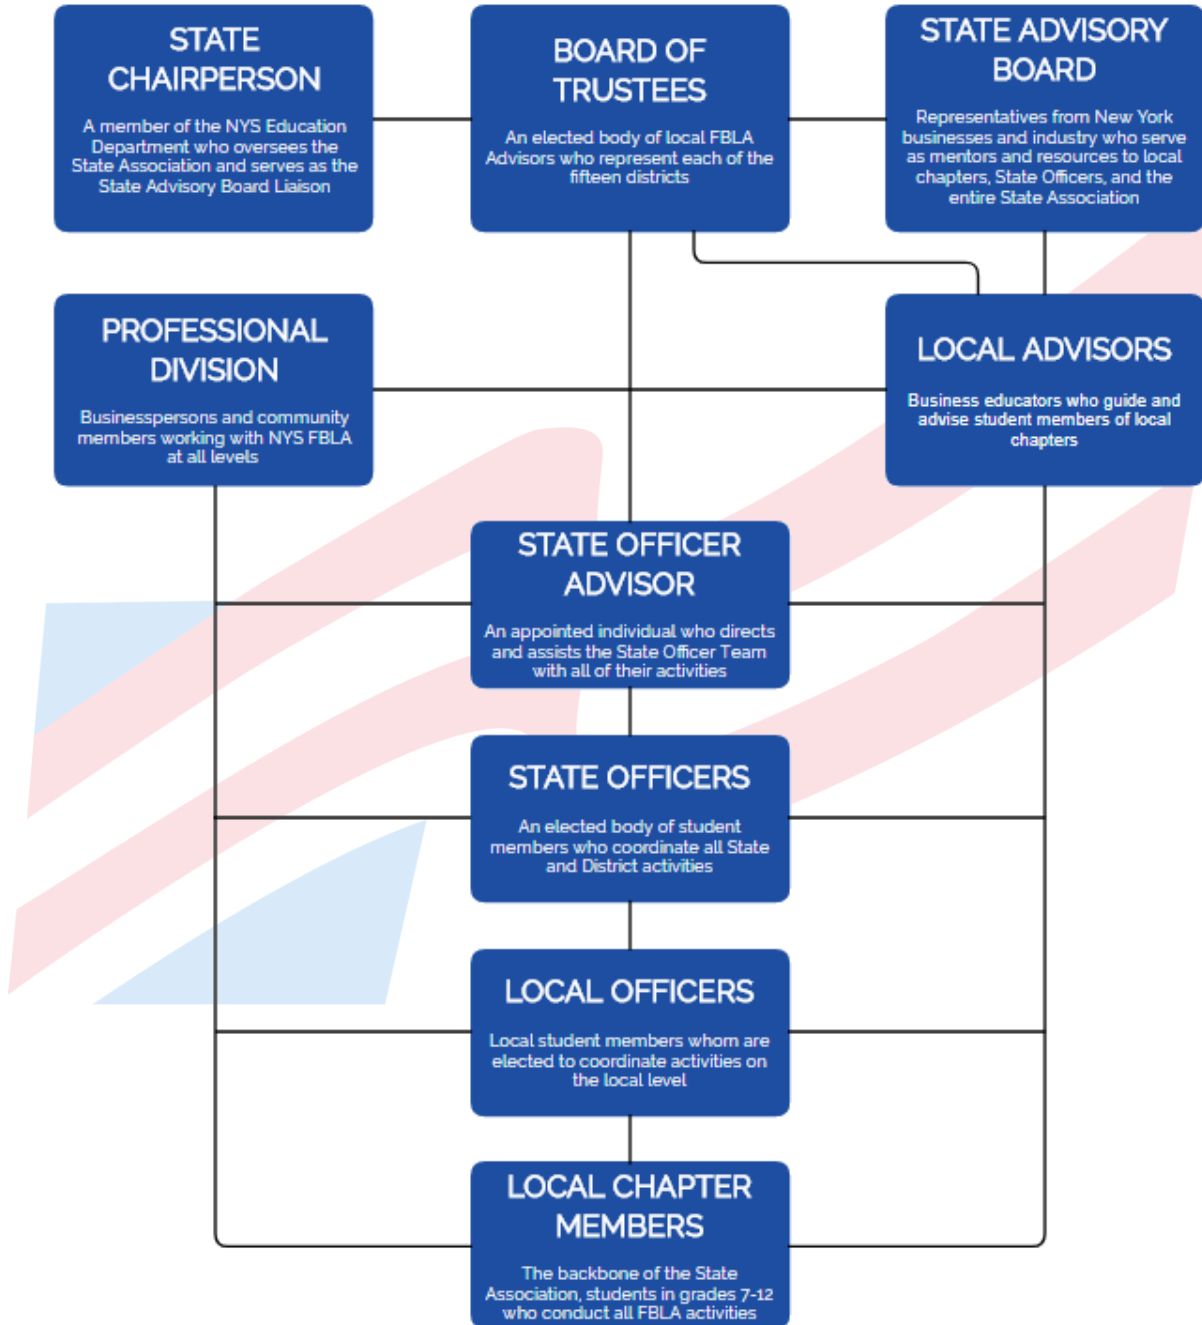 STATE
CHAIRPERSON
A member of the NYS Education
Department who oversees the
State Association and serves as the
State Advisory Board Liaison
BOARD OF
TRUSTEES
An elected body of local FBLA
Advisors who represent each of the
fifteen districts
STATE ADVISORY
BOARD
Representatives from New York
businesses and industry who serve
as mentors and resources to local
chapters, State Officers, and the
entire State Association
PROFESSIONAL
DIVISION
Businesspersons and community
members working with NYS FBLA
at all levels
LOCAL ADVISORS
Business educators who guide and
advise student members of local
chapters
STATE OFFICER
ADVISOR
An appointed individual who directs
and assists the State Officer Team
with all of their activities
STATE OFFICERS
An elected body of student
members who coordinate all State
and District activities
LOCAL OFFICERS
Local student members whom are
elected to coordinate activities on
the local level
LOCAL CHAPTER
MEMBERS
The backbone of the State
Association, students in grades 7-12
who conduct all FBLA activities